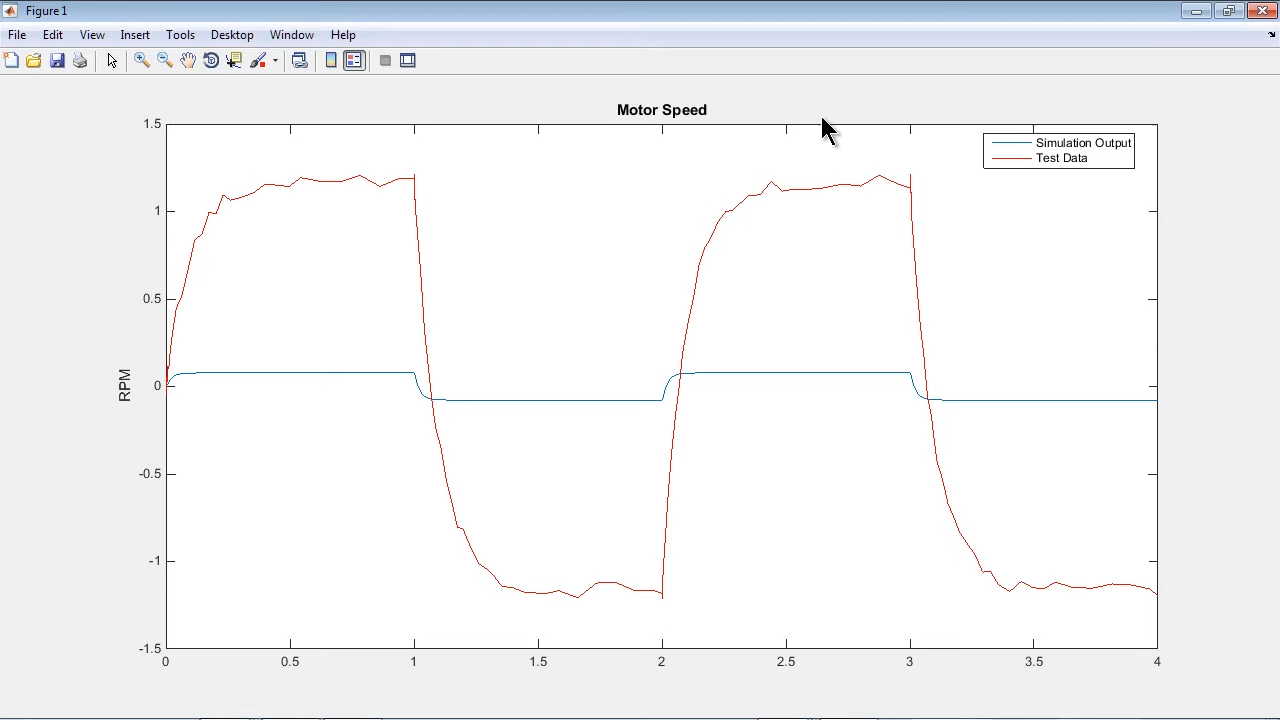 Figure 1
File Edit View Insert Tools Desktop Window Help
Motor Speed
Simulation Output
Test Data
RPM
1.5
1
0.5
0
-0.5
-1
-1.5
0 0.5 1 1.5 2 2.5 3 3.5 4